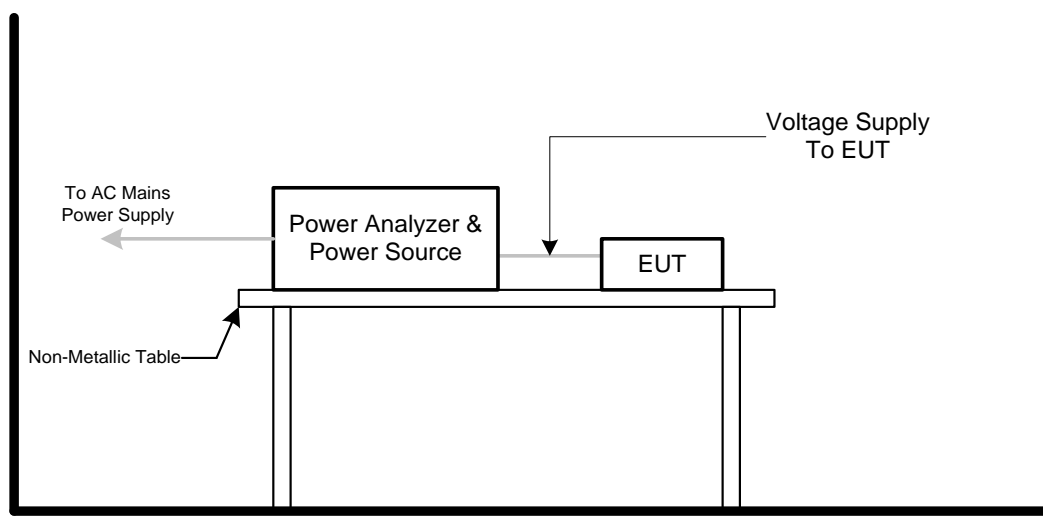 Voltage Supply
To EUT
To AC Mains
Power Supply
Power Analyzer &
Power Source
EUT
Non-Metallic Table